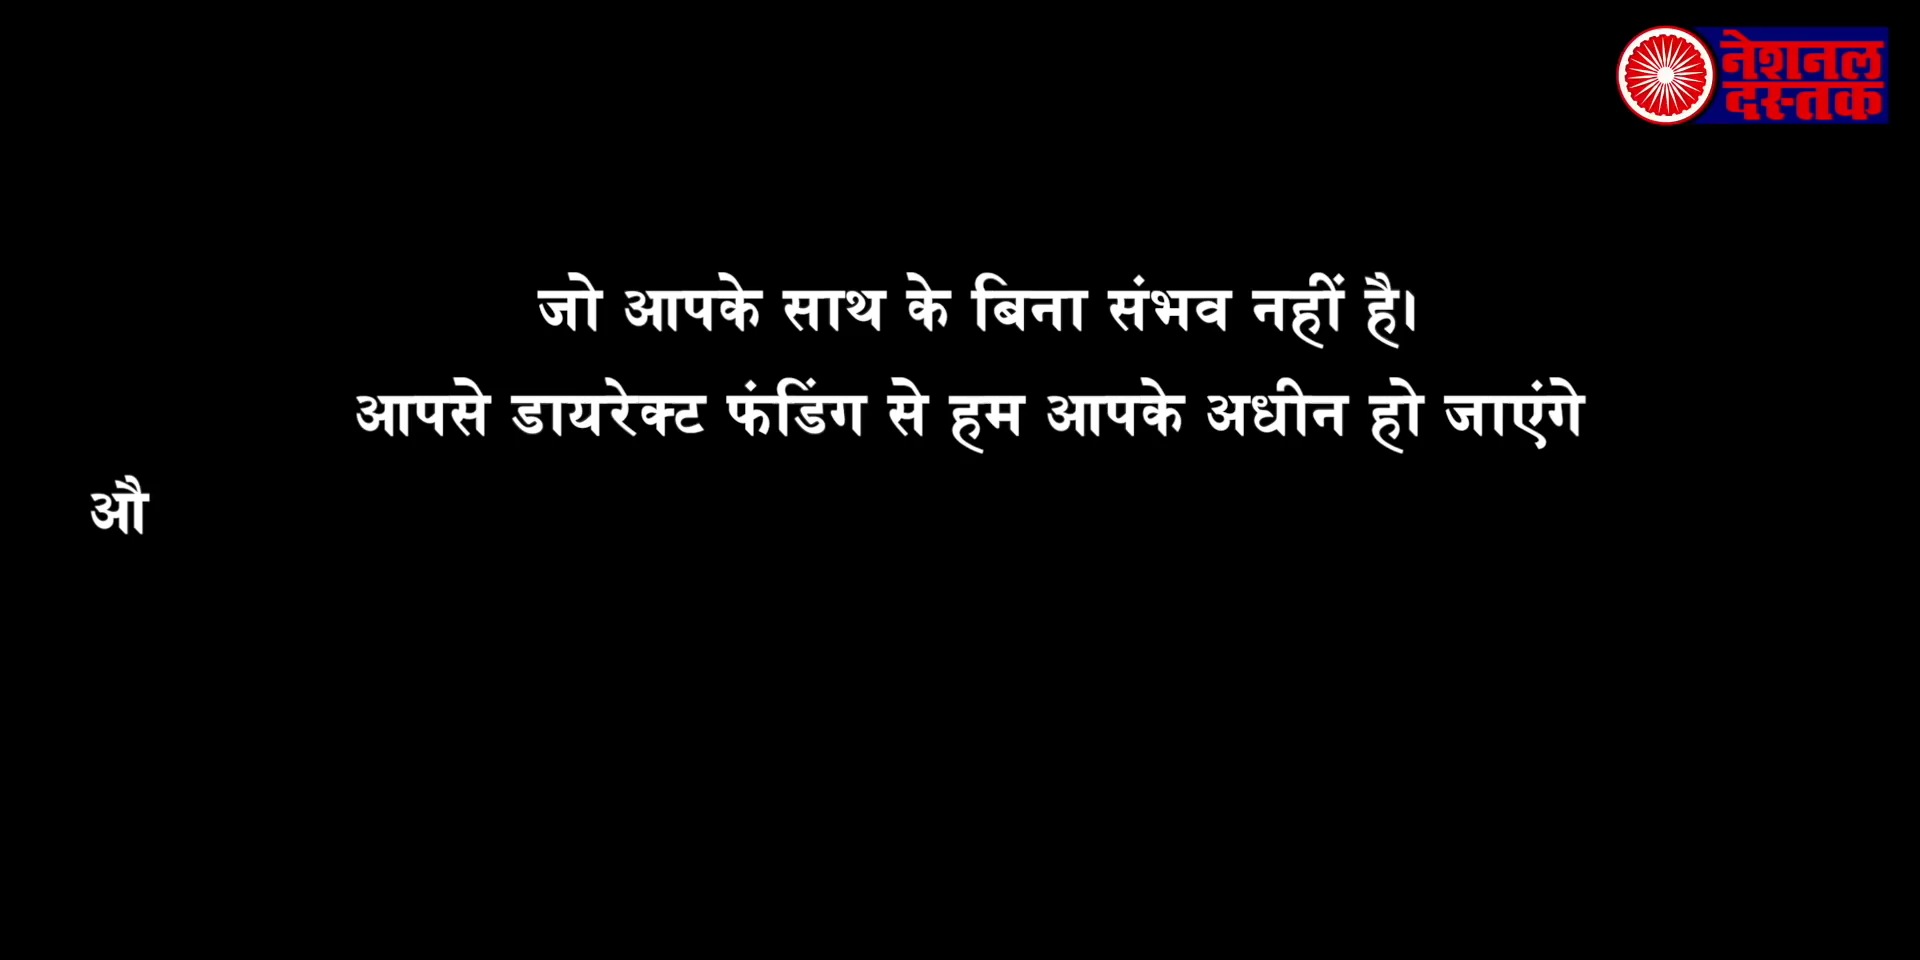 नेशनल
दस्तक
जो आपके साथ के बिना संभव नहीं है।
आपसे डायरेक्ट फंडिंग से हम आपके अधीन हो जाएंगे
औ